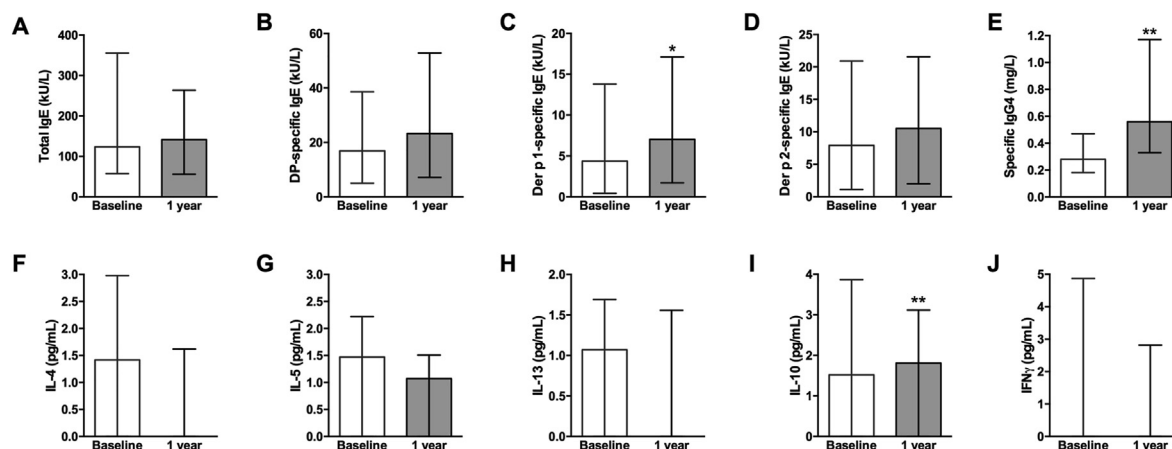 A
Total IgE (kU/L)
400
300
200
100
0
Baseline 1 year
B
DP-specific IgE (kU/L)
60
40
20
0
Baseline 1 year
C
Der p 1-specific IgE (kU/L)
20
15
10
5
0
*
Baseline 1 year
D
Der p 2-specific IgE (kU/L)
25
20
15
10
5
0
Baseline 1 year
E
Specific IgG4 (mg/L)
1.2
1.0
0.8
0.6
0.4
0.2
0.0
**
Baseline 1 year
F
IL-4 (pg/mL)
3.0
2.5
2.0
1.5
1.0
0.5
0.0
Baseline 1 year
G
IL-5 (pg/mL)
3.0
2.5
2.0
1.5
1.0
0.5
0.0
Baseline 1 year
H
IL-13 (pg/mL)
2.0
1.5
1.0
0.5
0.0
Baseline 1 year
I
IL-10 (pg/mL)
4
3
2
1
0
**
Baseline 1 year
J
IFNγ (pg/mL)
5
4
3
2
1
0
Baseline 1 year